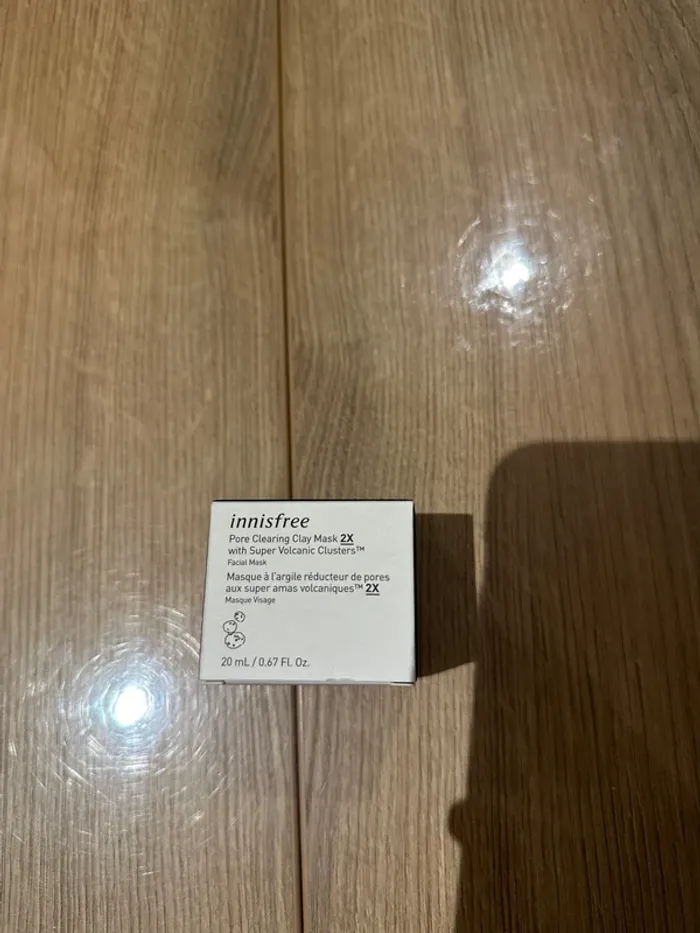 innisfree
Pore Clearing Clay Mask 2X
with Super Volcanic Clusters™
Facial Mask
Masque à l'argile réducteur de pores
aux super amas volcaniques™ 2X
Masque Visage
20 mL / 0.67 Fl. Oz.